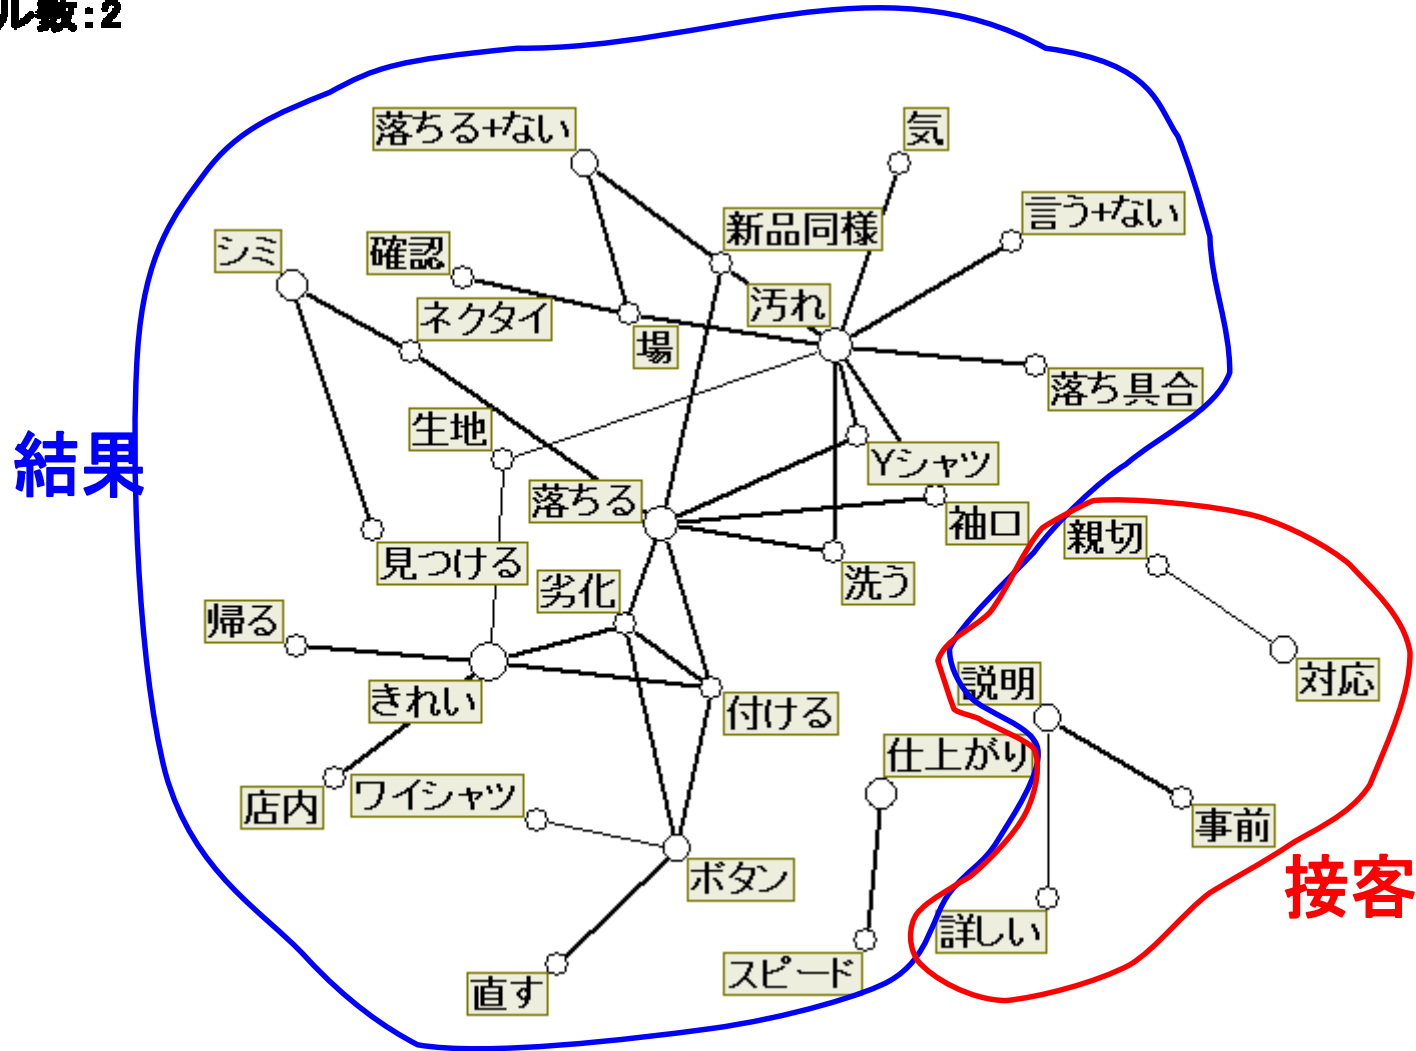 ル数:2
落ちる+ない
気
言う+ない
新品同様
シミ
確認
汚れ
ネクタイ
場
落ち具合
生地
Yシャツ
落ちる
袖口
結果
親切
見つける
洗う
劣化
帰る
対応
説明
きれい
付ける
仕上がり
店内
ワイシャツ
事前
ボタン
接客
詳しい
スピード
直す